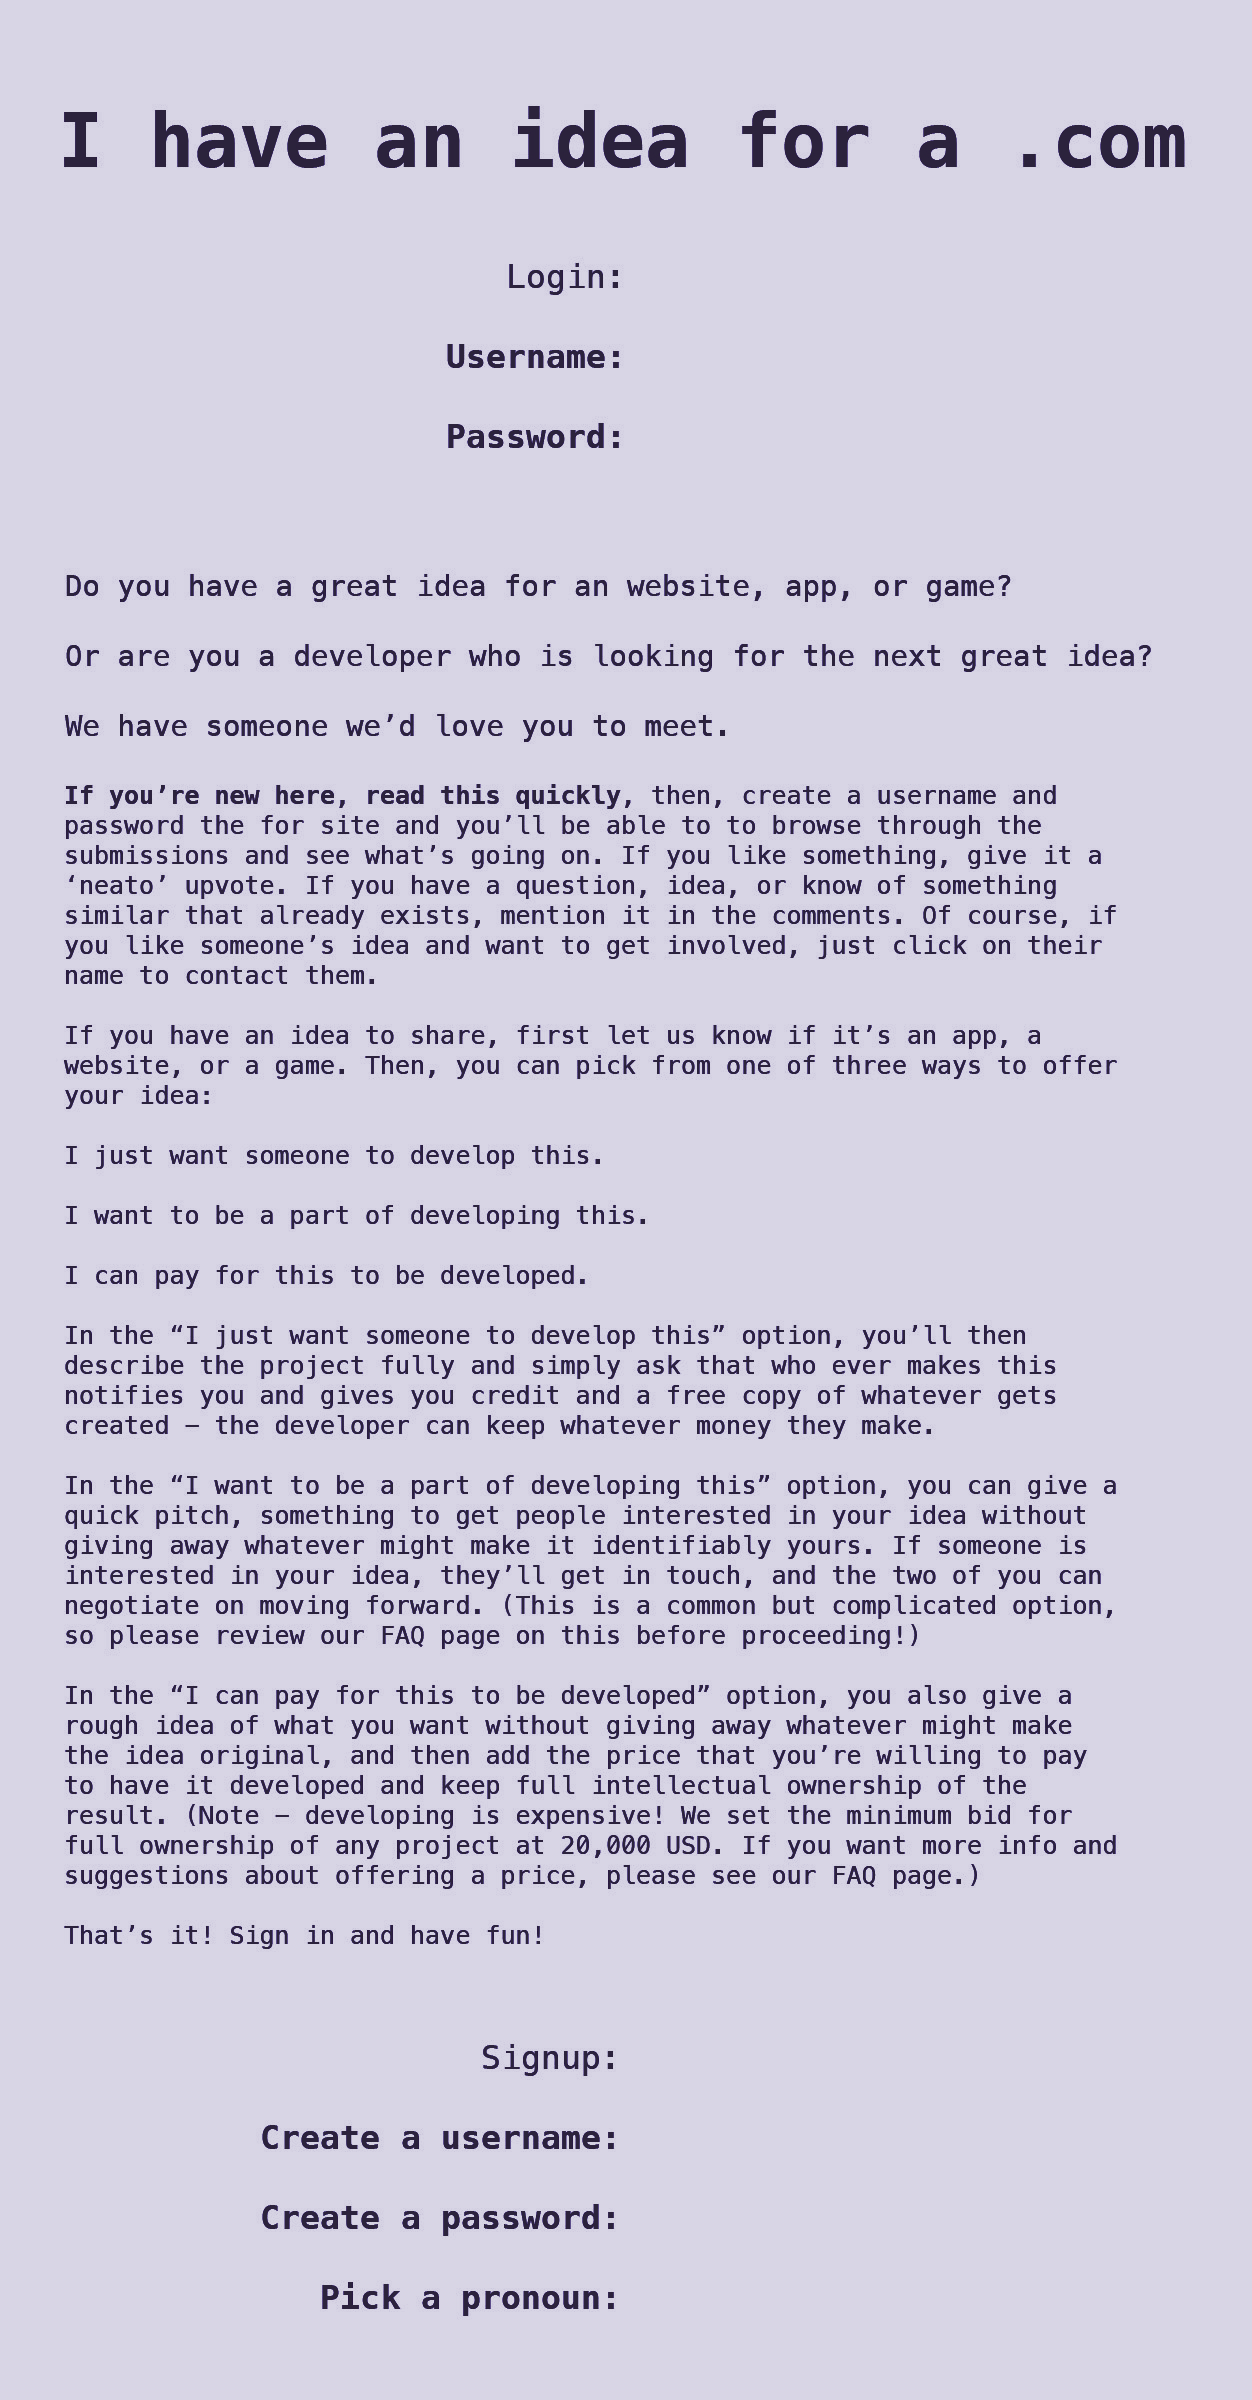 I have an idea for a .com
Login:
Username:
Password:
Do you have a great idea for an website, app, or game?
Or are you a developer who is looking for the next great idea?
We have someone we’d love you to meet.
If you’re new here, read this quickly, then, create a username and
password the for site and you’ll be able to to browse through the
submissions and see what’s going on. If you like something, give it a
‘neato’ upvote. If you have a question, idea, or know of something
similar that already exists, mention it in the comments. Of course, if
you like someone’s idea and want to get involved, just click on their
name to contact them.
If you have an idea to share, first let us know if it’s an app, a
website, or a game. Then, you can pick from one of three ways to offer
your idea:
I just want someone to develop this.
I want to be a part of developing this.
I can pay for this to be developed.
In the “I just want someone to develop this” option, you’ll then
describe the project fully and simply ask that who ever makes this
notifies you and gives you credit and a free copy of whatever gets
created – the developer can keep whatever money they make.
In the “I want to be a part of developing this” option, you can give a
quick pitch, something to get people interested in your idea without
giving away whatever might make it identifiably yours. If someone is
interested in your idea, they’ll get in touch, and the two of you can
negotiate on moving forward. (This is a common but complicated option,
so please review our FAQ page on this before proceeding!)
In the “I can pay for this to be developed” option, you also give a
rough idea of what you want without giving away whatever might make
the idea original, and then add the price that you’re willing to pay
to have it developed and keep full intellectual ownership of the
result. (Note – developing is expensive! We set the minimum bid for
full ownership of any project at 20,000 USD. If you want more info and
suggestions about offering a price, please see our FAQ page.)
That’s it! Sign in and have fun!
Signup:
Create a username:
Create a password:
Pick a pronoun: